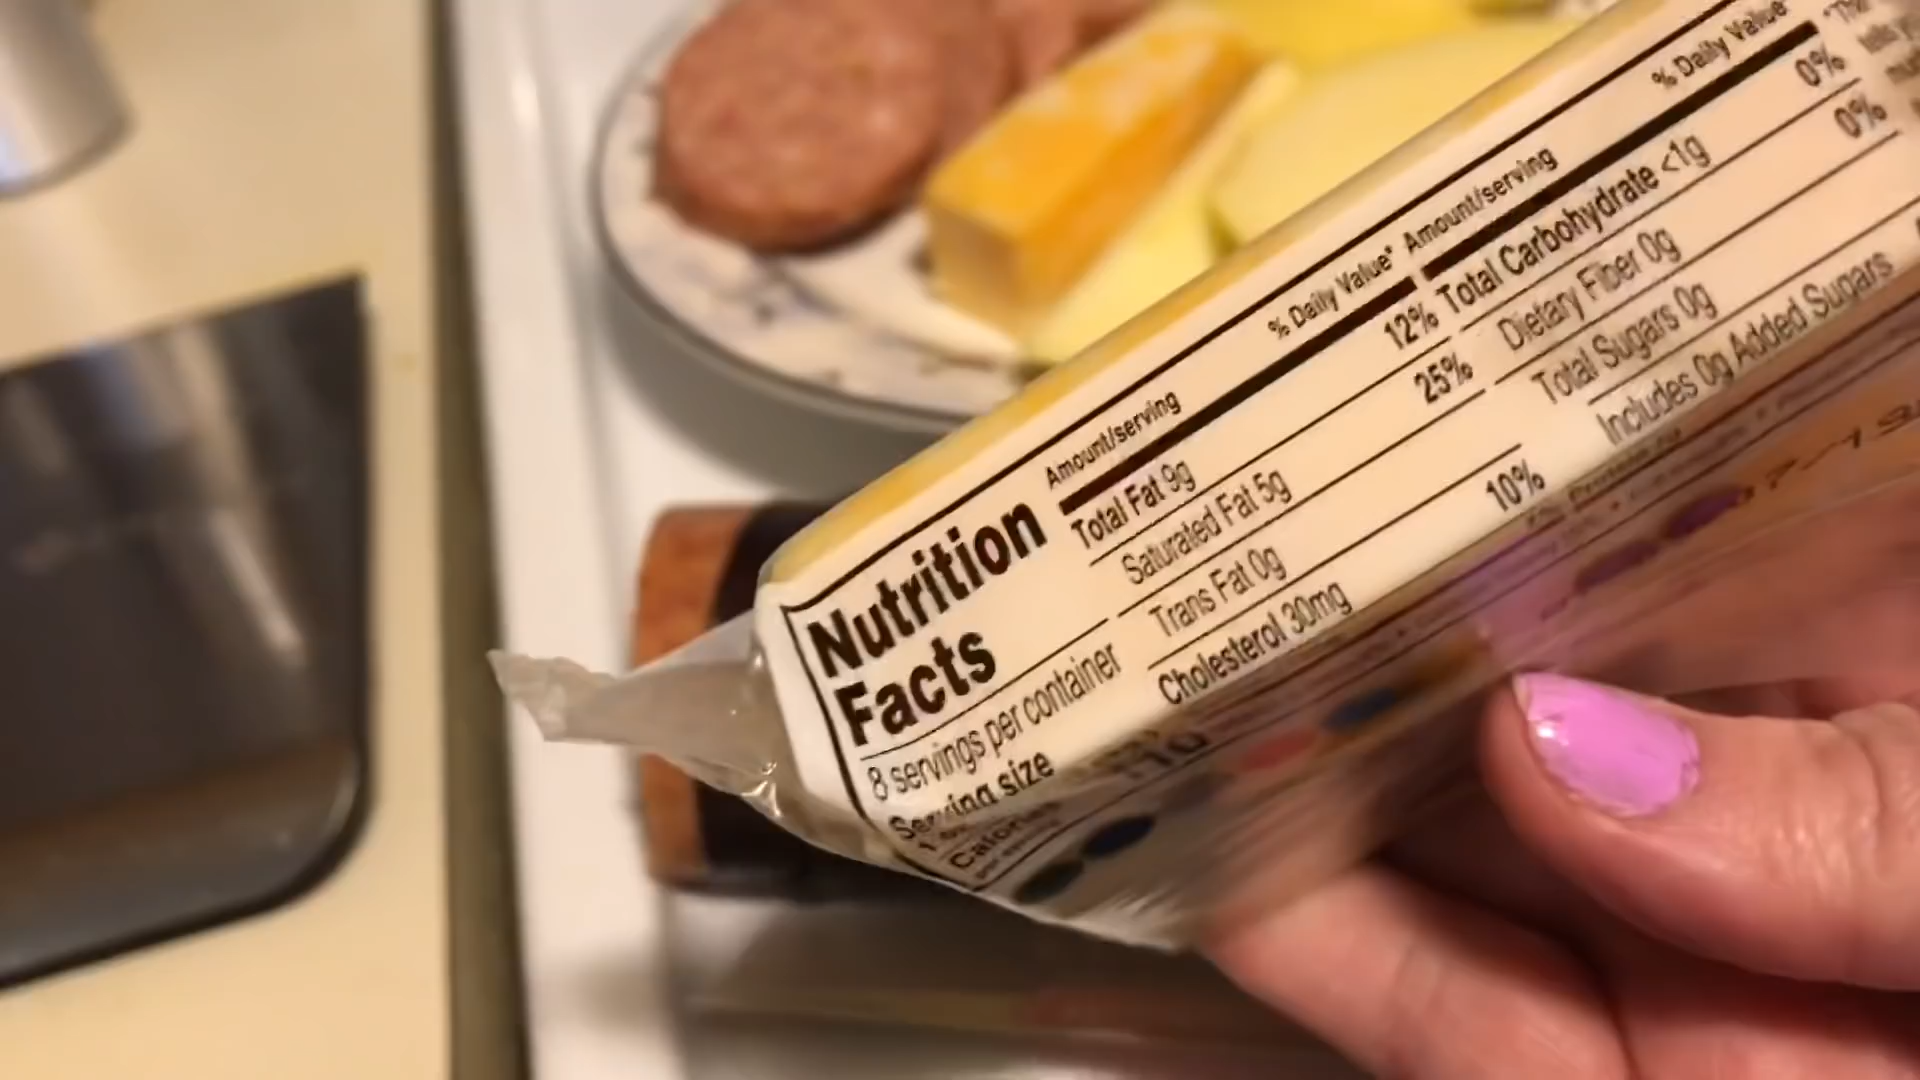 Nutrition
Facts
8 servings per container
Serving size
Calories
Amount/serving % Daily Value*
Total Fat 9g 12%
Saturated Fat 5g 25%
Trans Fat 0g
Cholesterol 30mg 10%
Amount/serving % Daily Value*
Total Carbohydrate <1g 0%
Dietary Fiber 0g 0%
Total Sugars 0g
Includes 0g Added Sugars